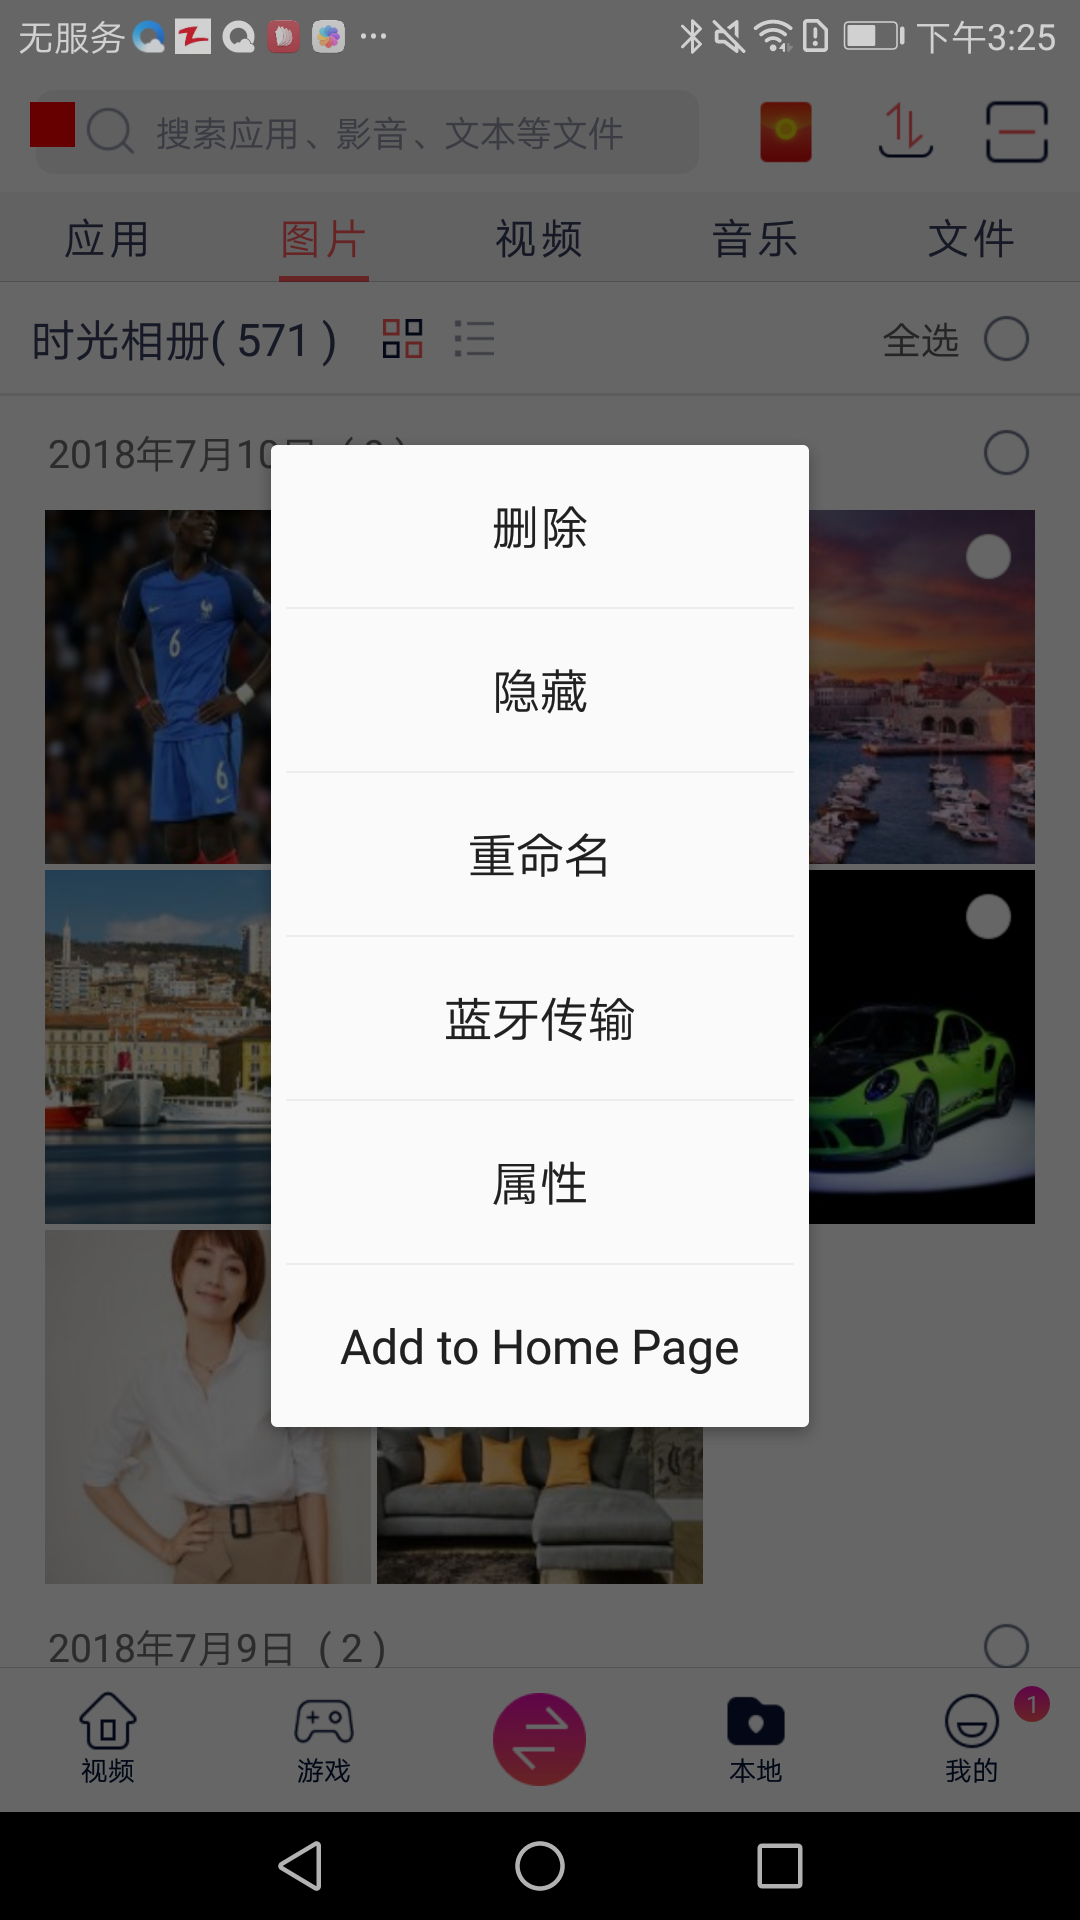 无服务
下午3:25
搜索应用、影音、文本等文件
应用 图片 视频 音乐 文件
时光相册( 571 )
全选
2018年7月10
删除
隐藏
重命名
蓝牙传输
属性
Add to Home Page
6
6
2018年7月9日 ( 2 )
视频 游戏 本地 我的
1